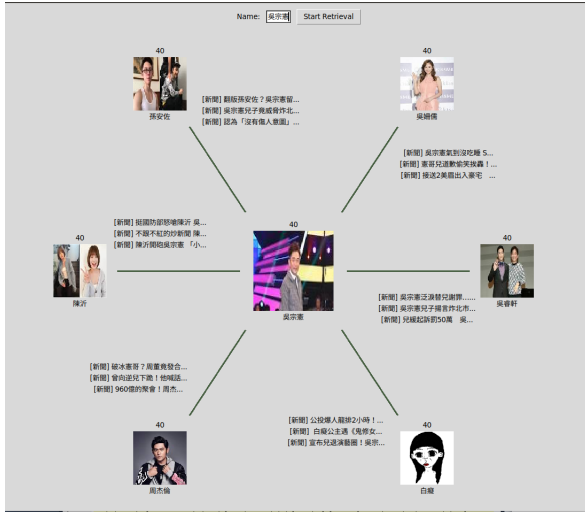 Name: 吳宗憲 Start Retrieval
40
孫安佐
40
吳姍儒
[新聞] 翻版孫安佐？吳宗憲留...
[新聞] 吳宗憲兒子竟威脅炸北...
[新聞] 認為「沒有傷人意圖」...
[新聞] 吳宗憲氣到沒吃睡 S...
[新聞] 憲哥兒道歉偷笑挨轟！...
[新聞] 接送2美眉出入豪宅 ...
[新聞] 挺國防部怒嗆陳沂 吳...
[新聞] 不跟不紅的炒新聞 陳...
[新聞] 陳沂開砲吳宗憲 「小...
40
陳沂
40
吳宗憲
40
吳睿軒
[新聞] 吳宗憲泛淚替兒謝罪......
[新聞] 吳宗憲兒子揚言炸北市...
[新聞] 兒緩起訴罰50萬 吳...
[新聞] 破冰憲哥？周董竟發合...
[新聞] 曾向逆兒下跪！他喊話...
[新聞] 960億的聚會！周杰...
[新聞] 公投爆人龍排2小時！...
[新聞] 白癡公主遇《鬼修女...
[新聞] 宣布兒退演藝圈！吳宗...
40
周杰倫
40
白癡